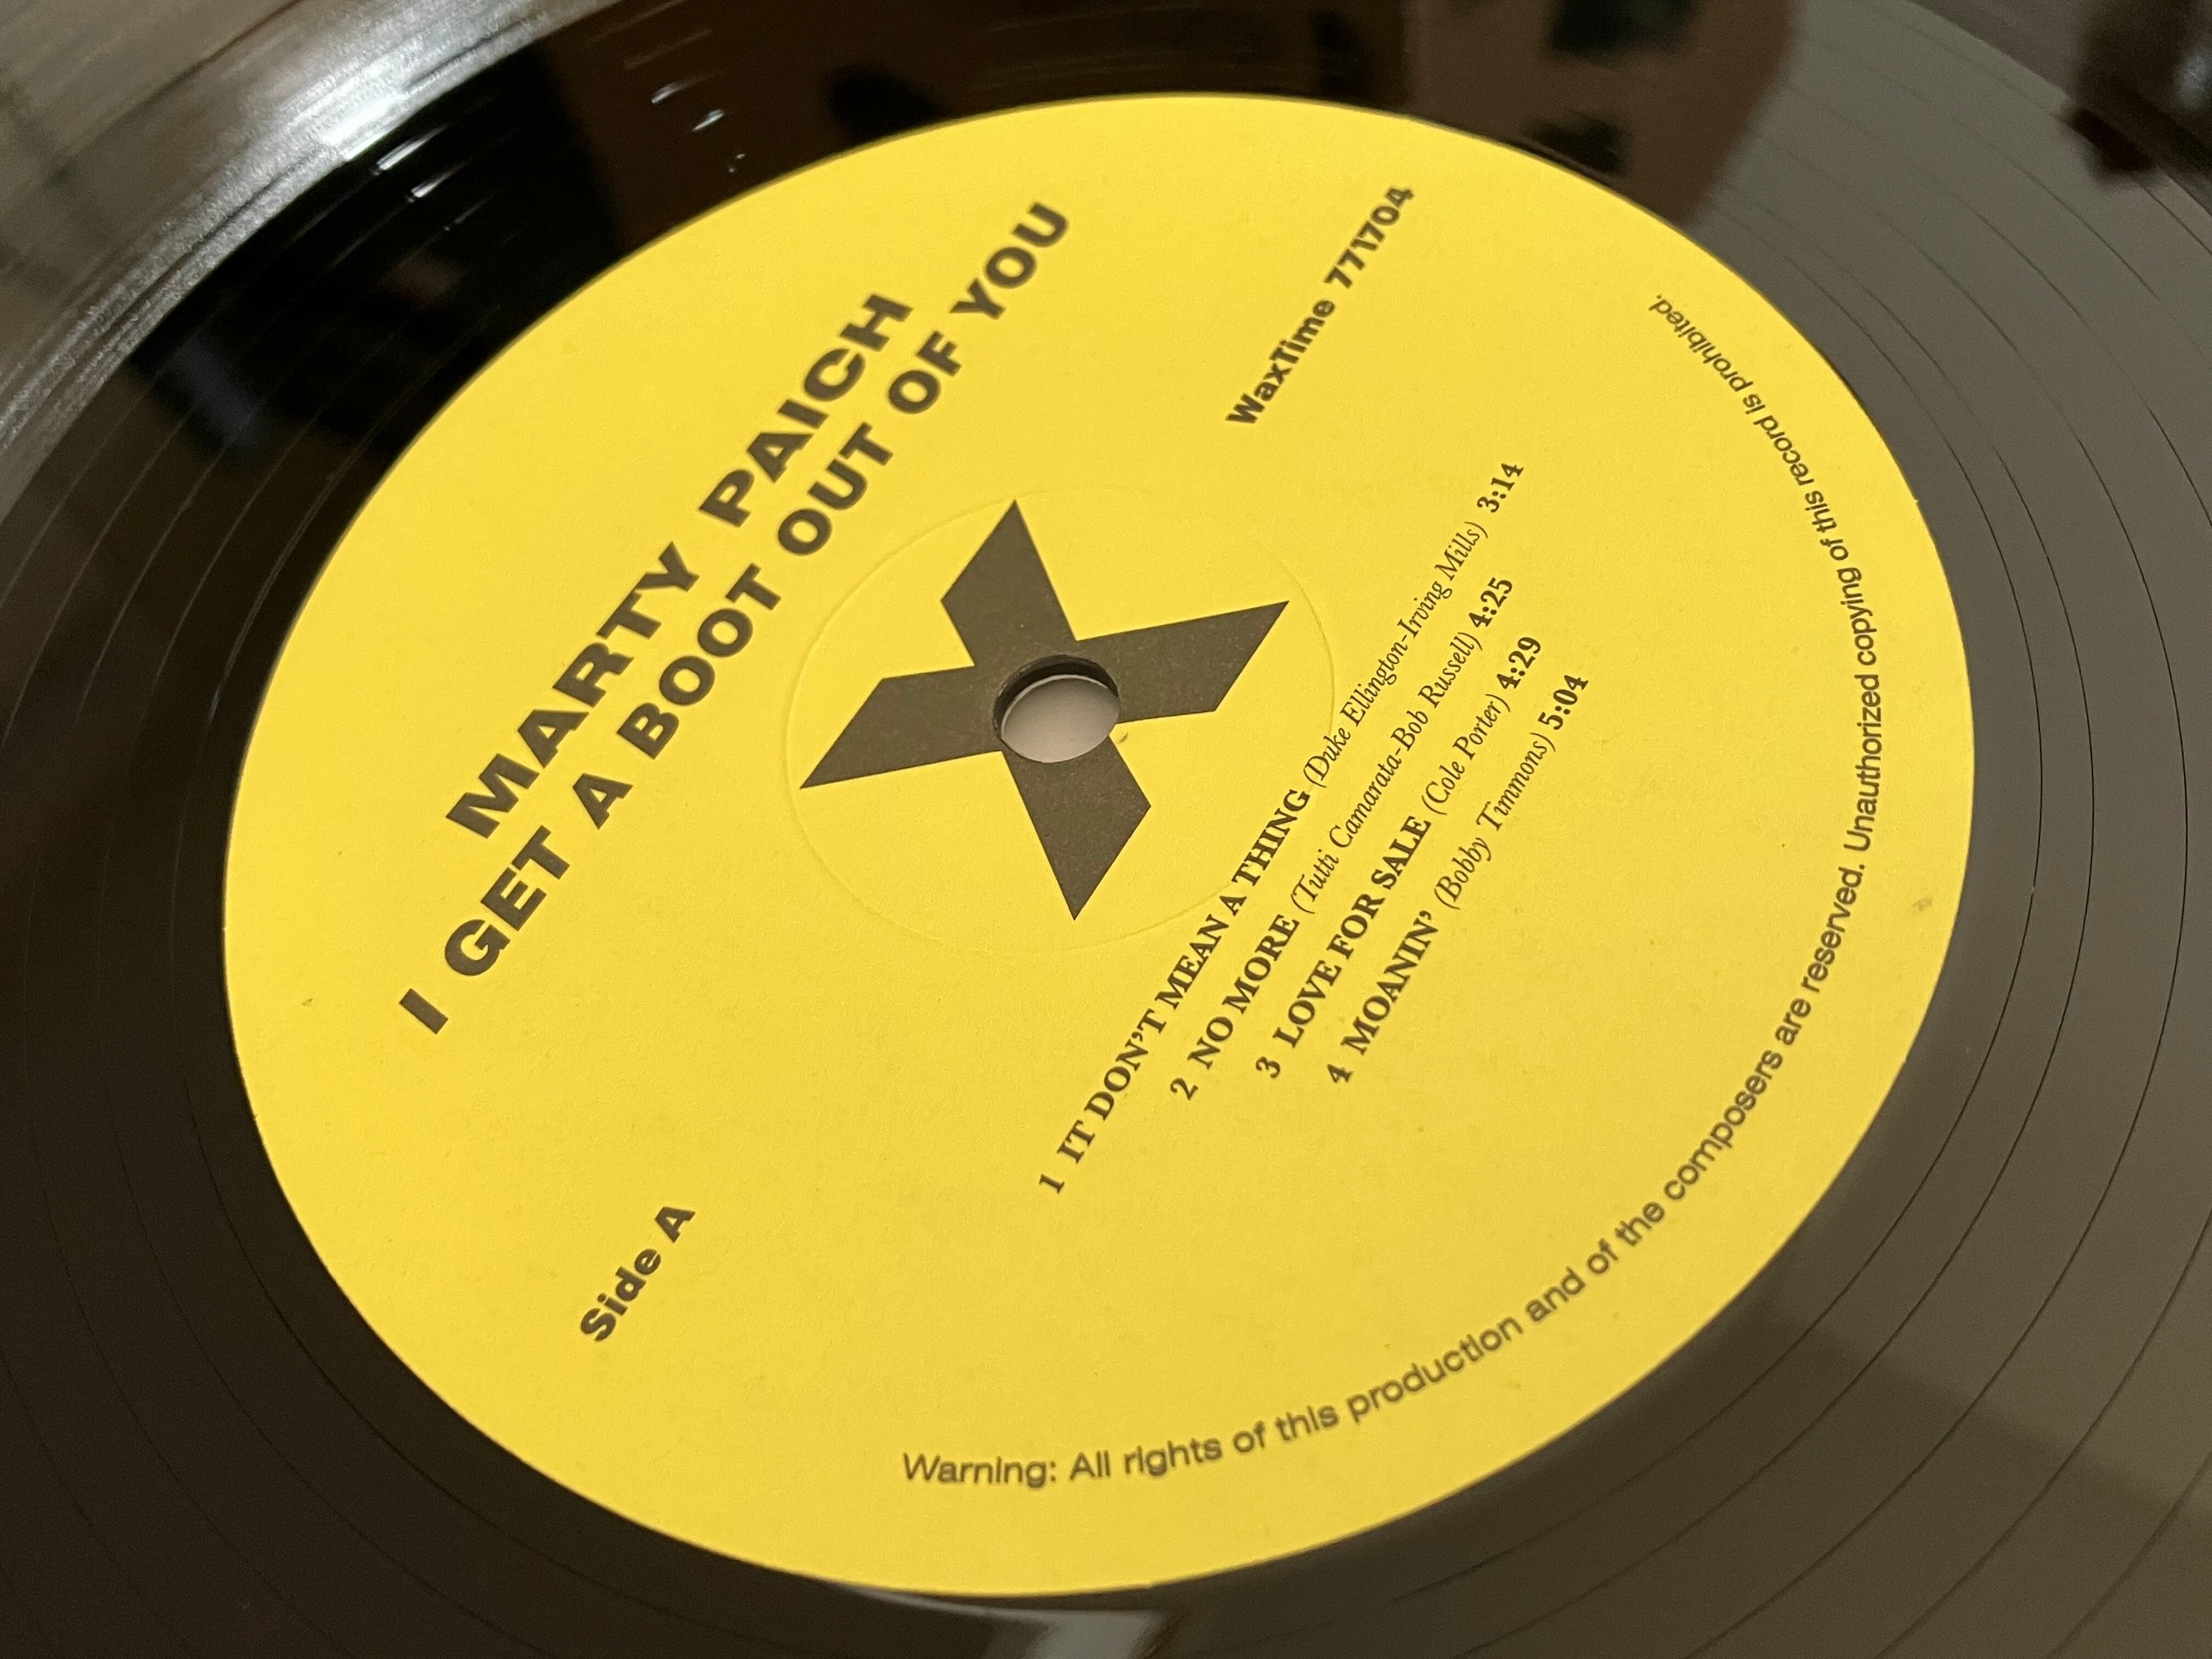 MARTY PAICH
I GET A BOOT OUT OF YOU
WaxTime 771704
Side A
1 IT DON'T MEAN A THING (Duke Ellington-Irving Mills) 3:14
2 NO MORE (Tutti Camarata-Bob Russell) 4:25
3 LOVE FOR SALE (Cole Porter) 4:29
4 MOANIN' (Bobby Timmons) 5:04
Warning: All rights of this production and of the composers are reserved. Unauthorized copying of this record is prohibited.